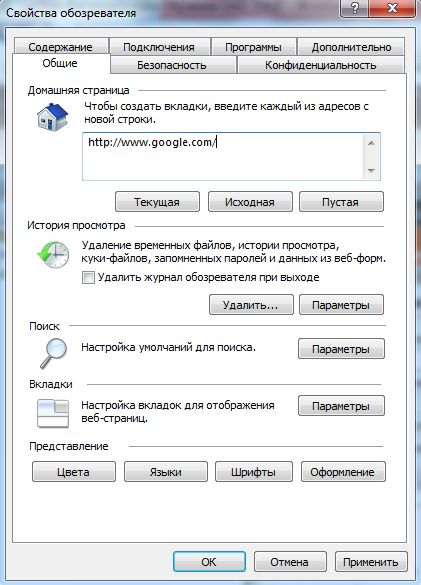 Свойства обозревателя
Содержание Подключения Программы Дополнительно
Общие Безопасность Конфиденциальность
Домашняя страница
Чтобы создать вкладки, введите каждый из адресов с
новой строки.
http://www.google.com/
Текущая Исходная Пустая
История просмотра
Удаление временных файлов, истории просмотра,
куки-файлов, запомненных паролей и данных из веб-форм.
Удалить журнал обозревателя при выходе
Удалить... Параметры
Поиск
Настройка умолчаний для поиска. Параметры
Вкладки
Настройка вкладок для отображения Параметры
веб-страниц.
Представление
Цвета Языки Шрифты Оформление
ОК Отмена Применить